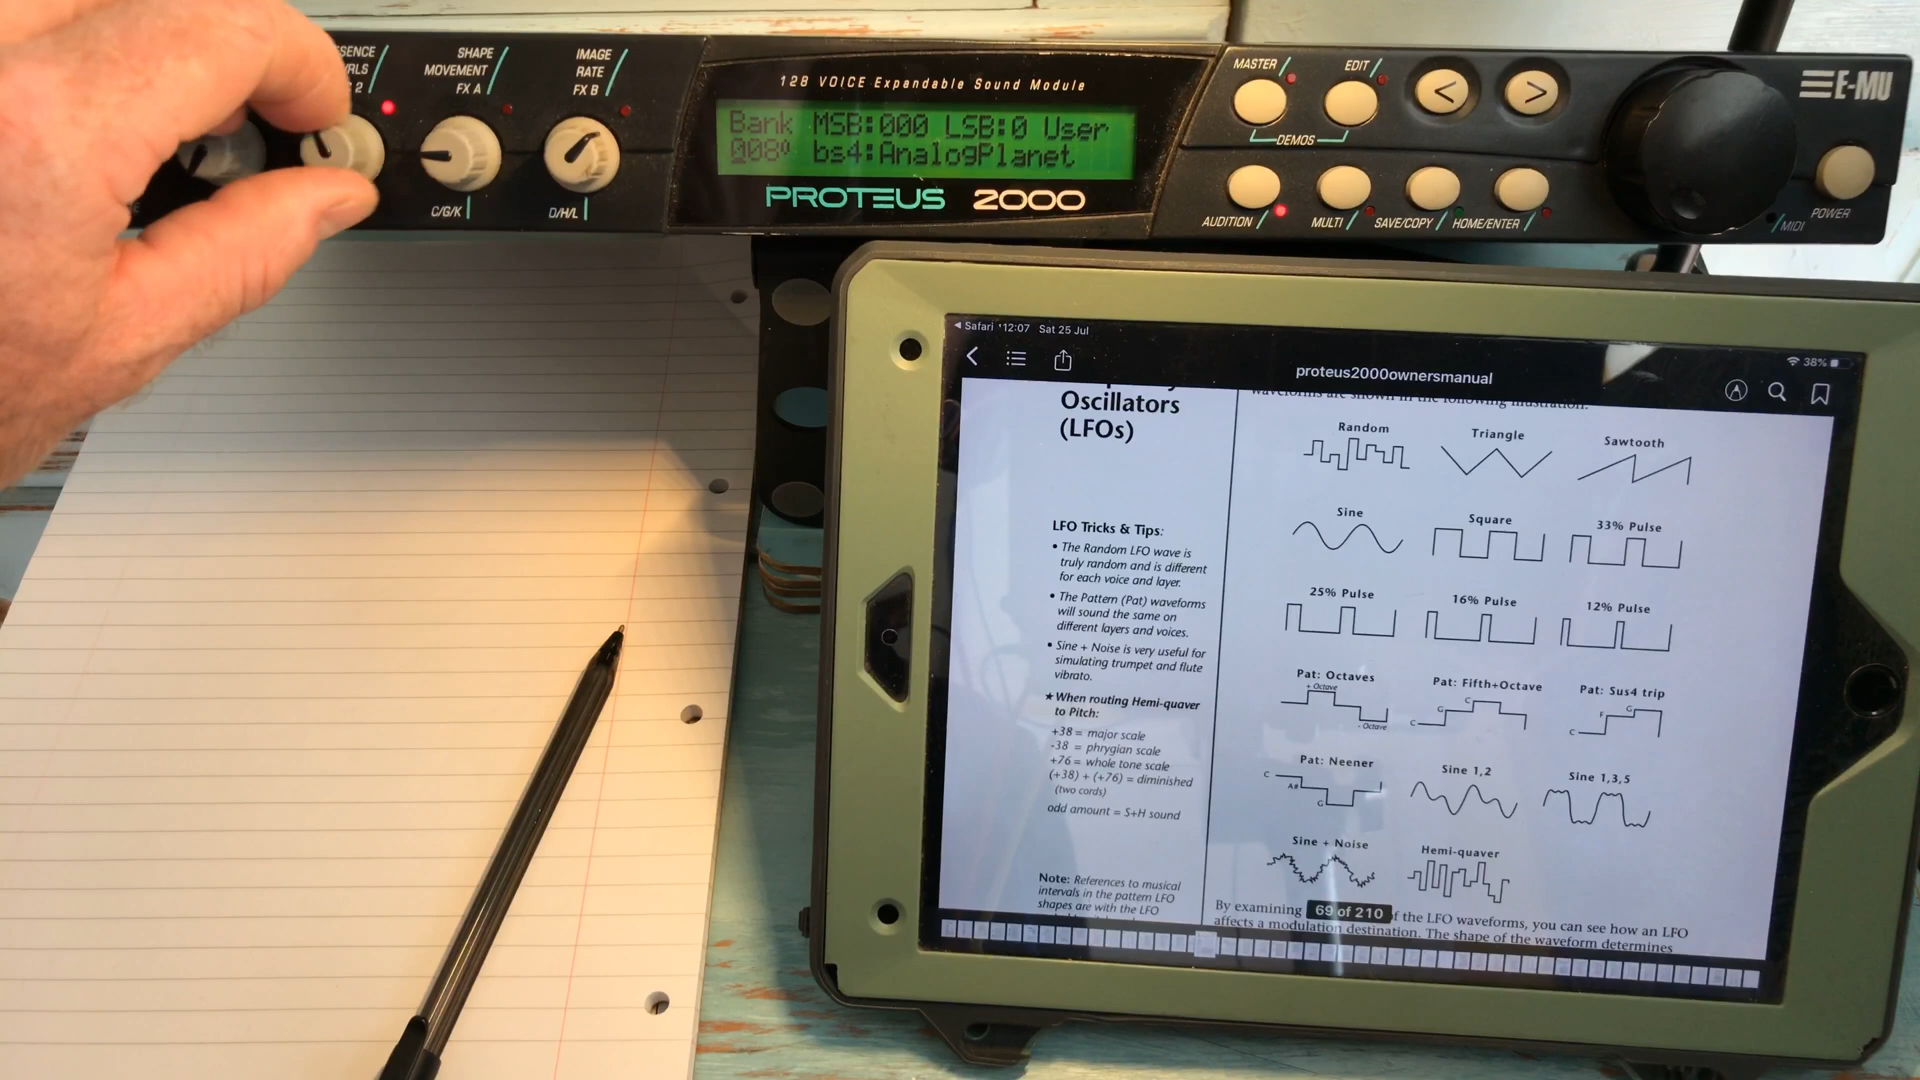 SHAPE
MOVEMENT
FX A
IMAGE
RATE
FX B
C/G/K
D/H/L
128 VOICE Expandable Sound Module
Bank MSB:000 LSB:0 User
008⁰ bs4:AnalogPlanet
PROTEUS 2000
MASTER
EDIT
<
>
DEMOS
AUDITION
MULTI
SAVE/COPY
HOME/ENTER
E-MU
POWER
MIDI
Safari 12:07 Sat 25 Jul
38%
proteus2000ownersmanual
Oscillators
(LFOs)
LFO Tricks & Tips:
• The Random LFO wave is
truly random and is different
for each voice and layer.
• The Pattern (Pat) waveforms
will sound the same on
different layers and voices.
• Sine + Noise is very useful for
simulating trumpet and flute
vibrato.
★ When routing Hemi-quaver
to Pitch:
+38 = major scale
-38 = phrygian scale
+76 = whole tone scale
(+38) + (+76) = diminished
(two cords)
odd amount = S+H sound
Note: References to musical
intervals in the pattern LFO
shapes are with the LFO
waveforms are shown in the following illustration.
Random
Triangle
Sawtooth
Sine
Square
33% Pulse
25% Pulse
16% Pulse
12% Pulse
Pat: Octaves
+ Octave
- Octave
Pat: Fifth+Octave
C
G
C
Pat: Sus4 trip
C
F
G
Pat: Neener
C
A#
G
Sine 1,2
Sine 1,3,5
Sine + Noise
Hemi-quaver
By examining
69 of 210
f the LFO waveforms, you can see how an LFO
affects a modulation destination. The shape of the waveform determines